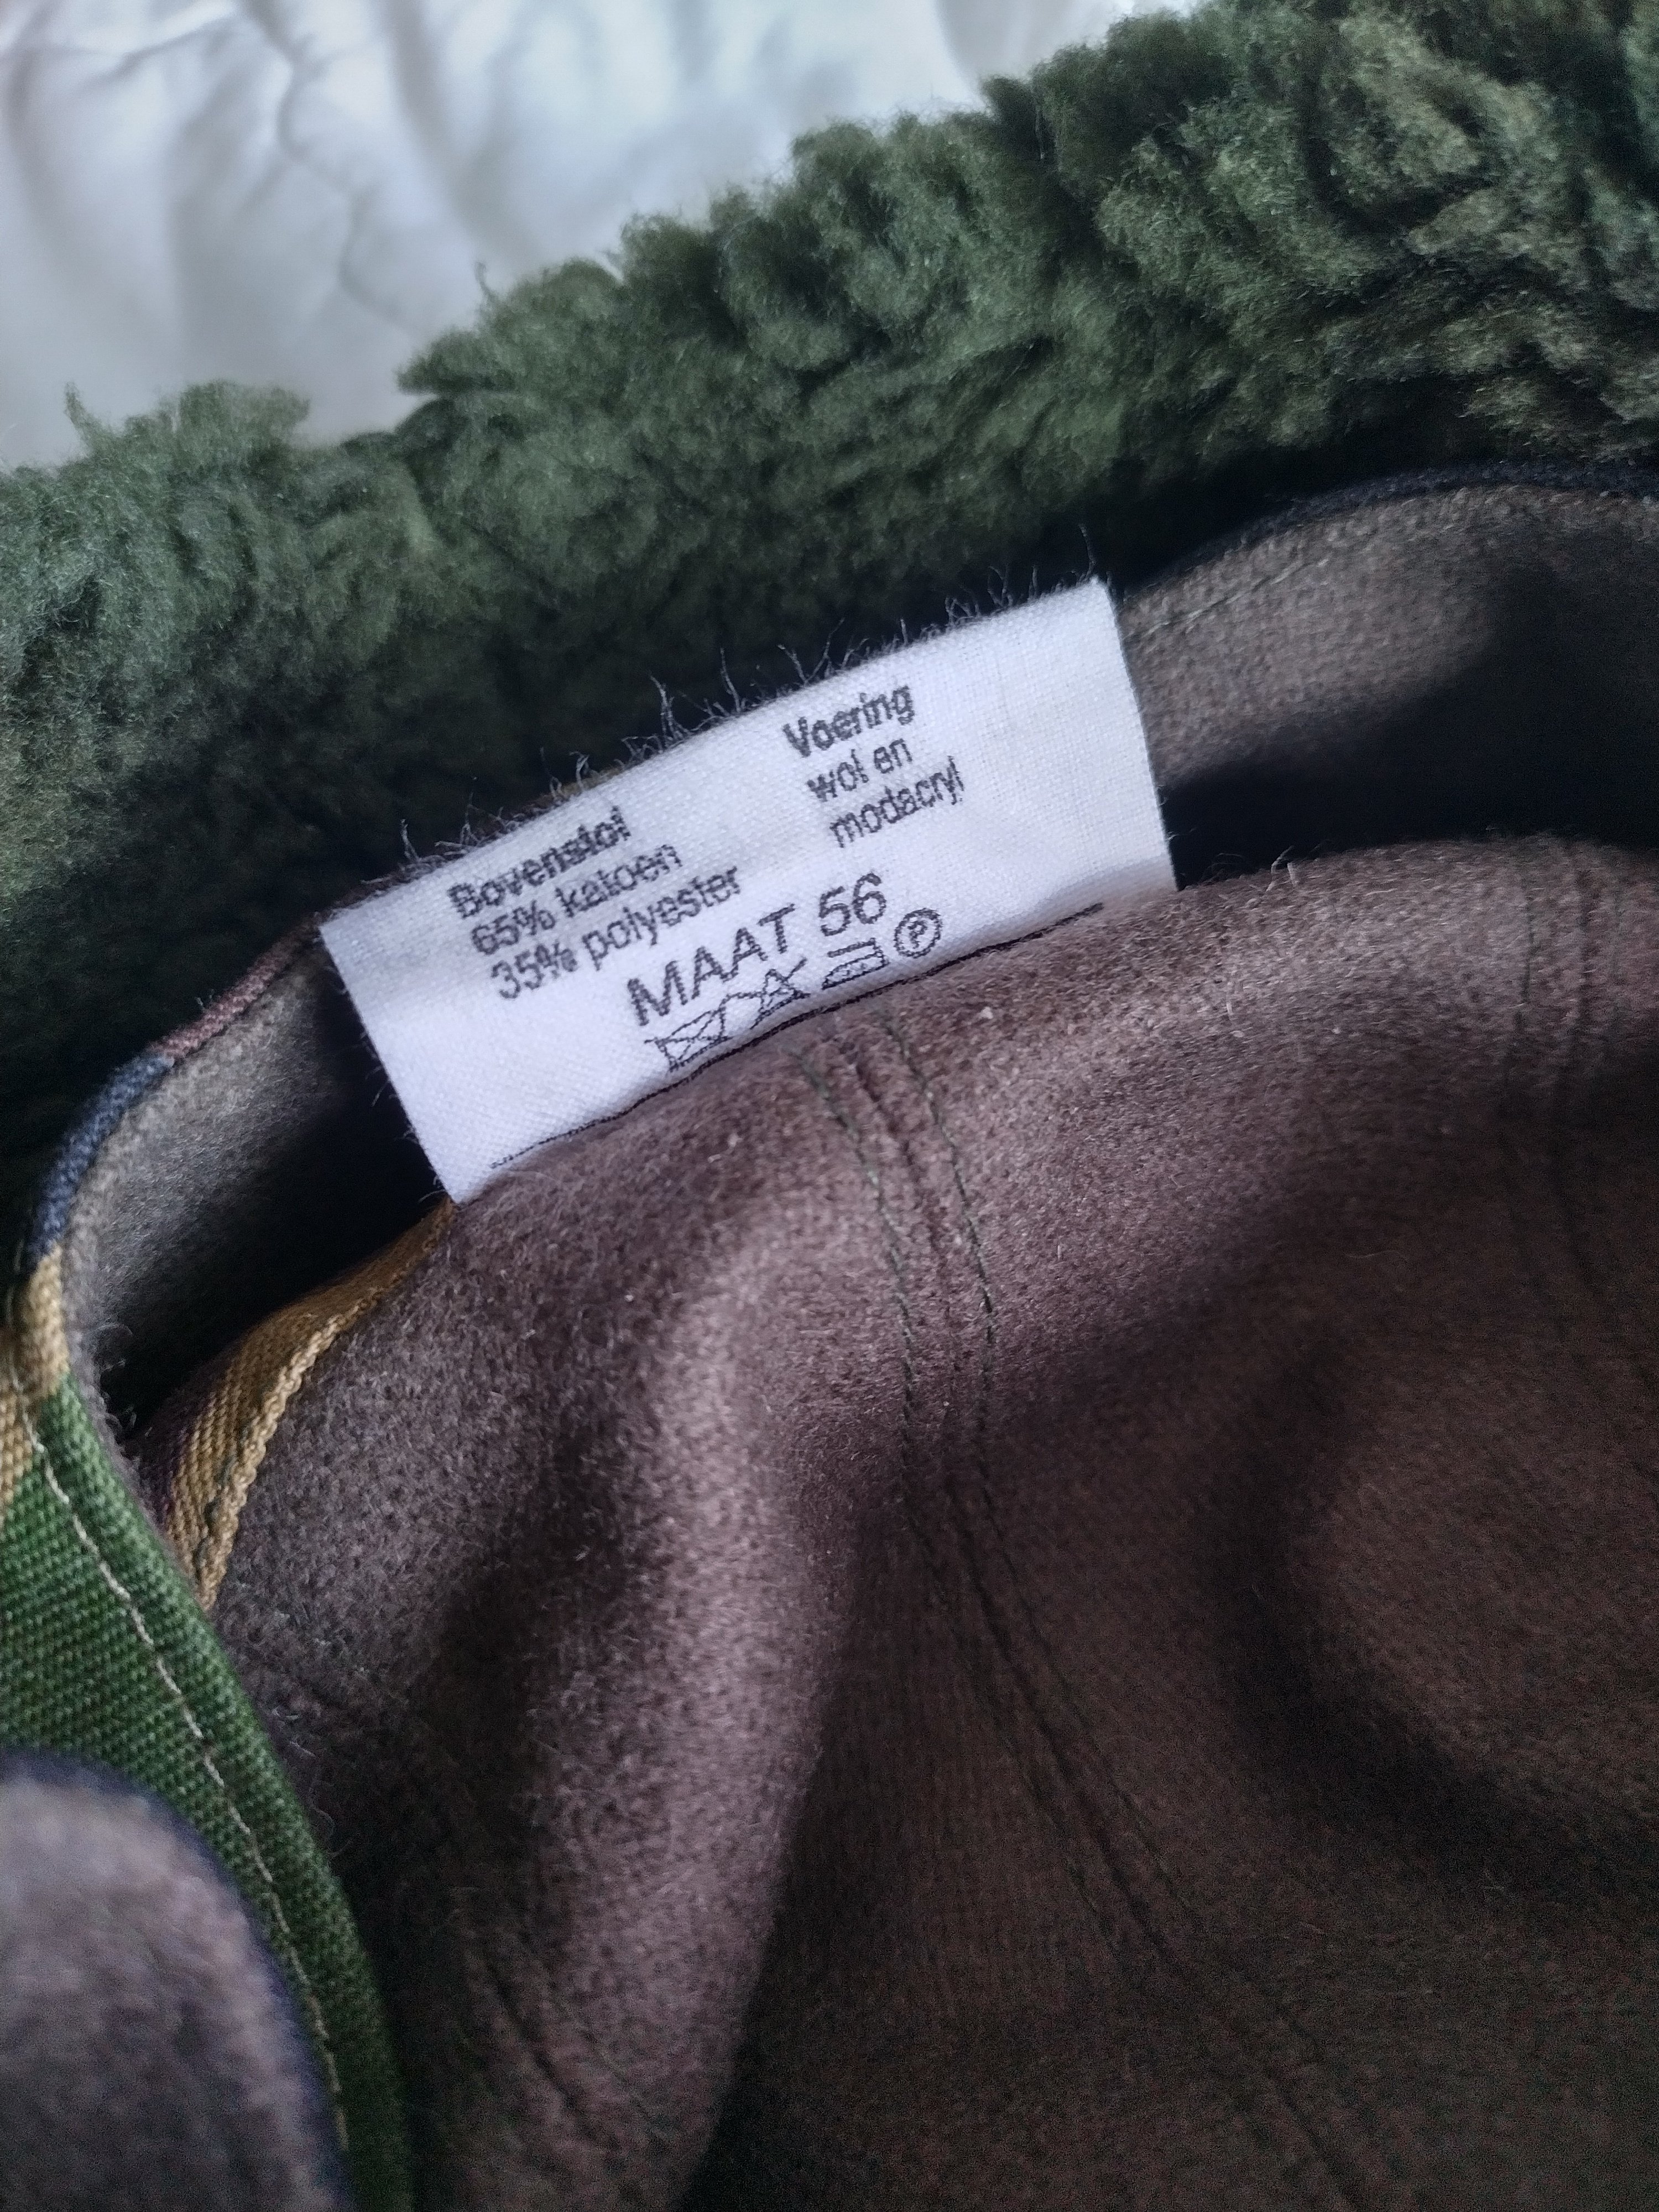 Bovenstof
65% katoen
35% polyester
Voering
wol en
modacryl
MAAT 56
P